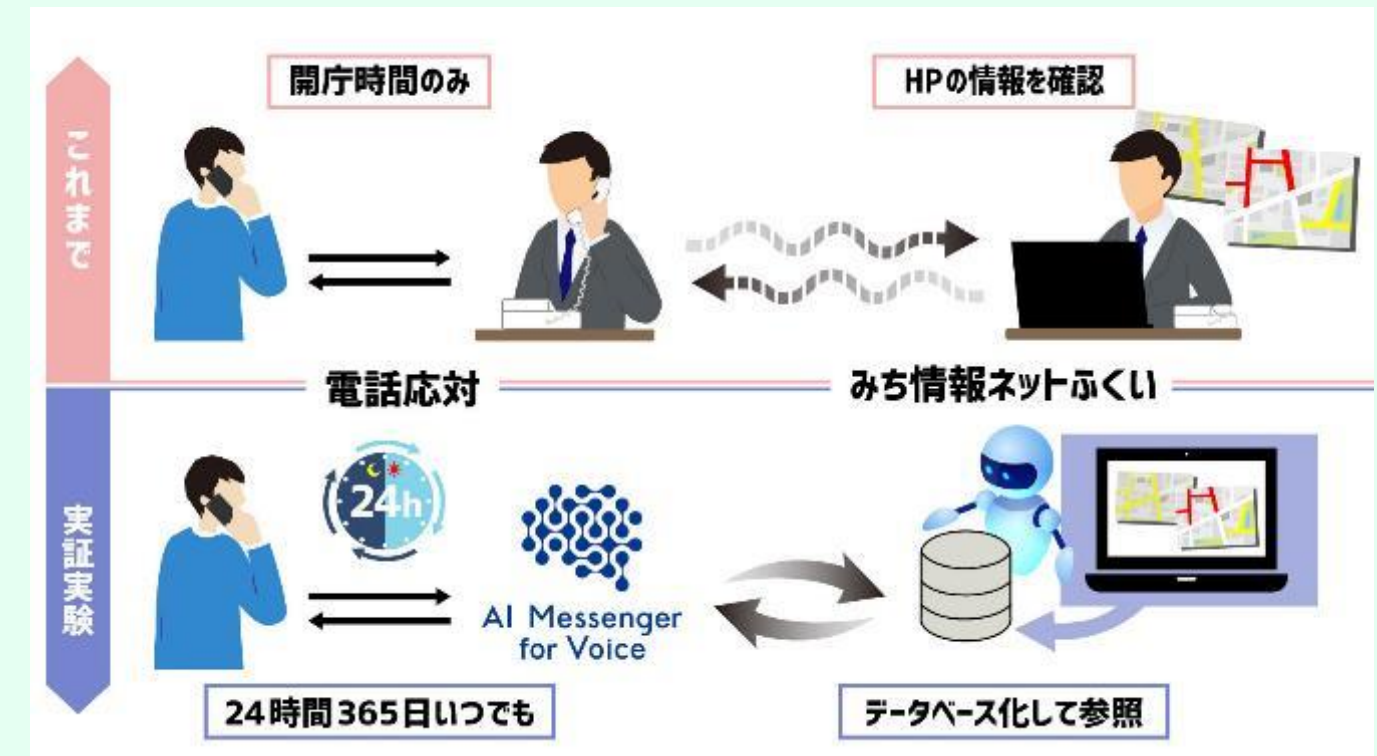 開庁時間のみ
HPの情報を確認
これまで
電話応対
みち情報ネットふくい
実証実験
24h
AI Messenger
for Voice
24時間365日いつでも
データベース化して参照